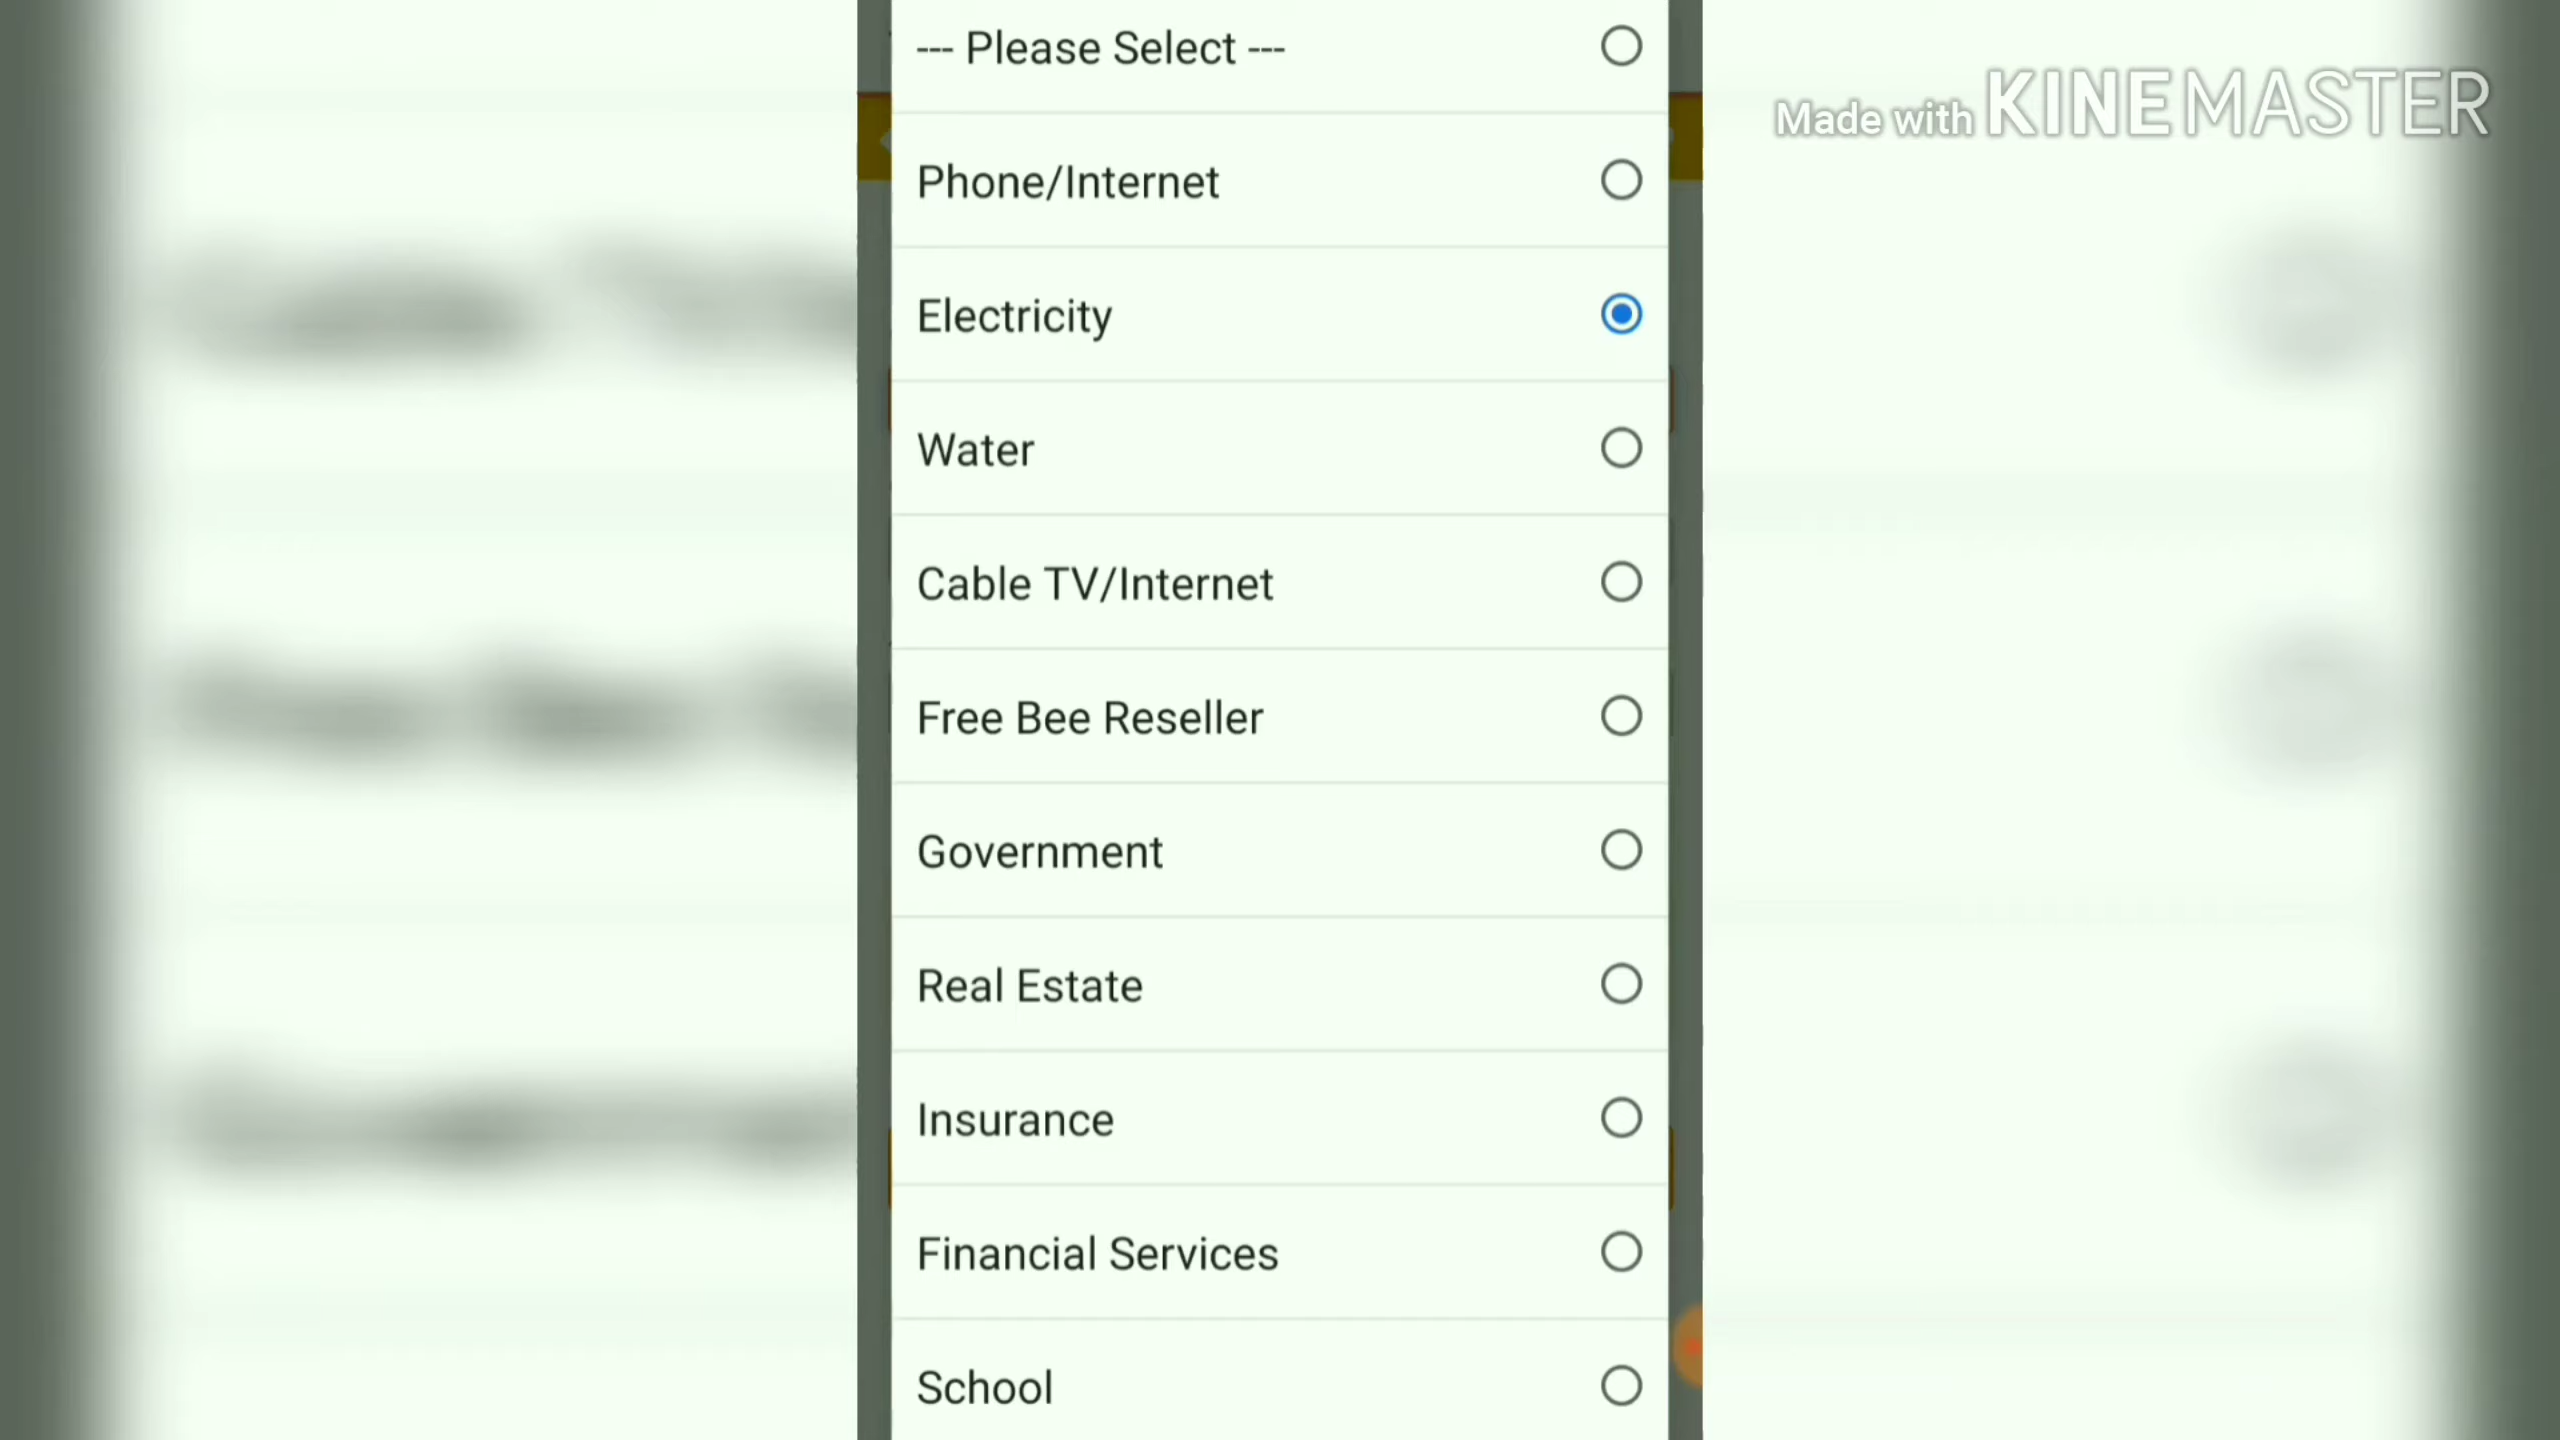 --- Please Select ---
Made with KINEMASTER
Phone/Internet
Electricity
Water
Cable TV/Internet
Free Bee Reseller
Government
Real Estate
Insurance
Financial Services
School